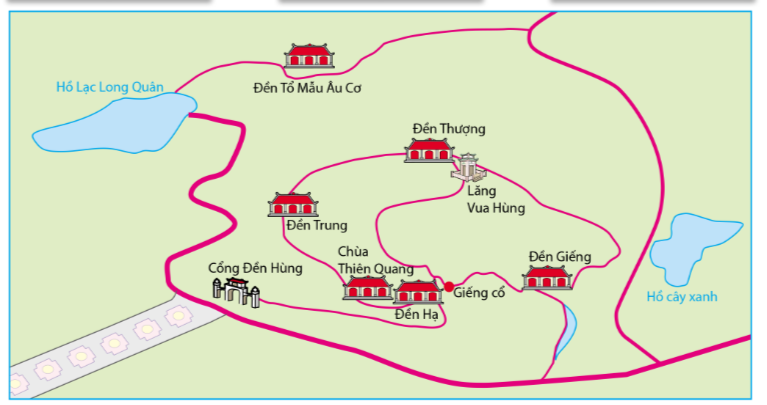 Hồ Lạc Long Quân
Đền Tổ Mẫu Âu Cơ
Đền Thượng
Lăng
Vua Hùng
Đền Trung
Chùa
Thiên Quang
Cổng Đền Hùng
Đền Giếng
Giếng cổ
Đền Hạ
Hồ cây xanh